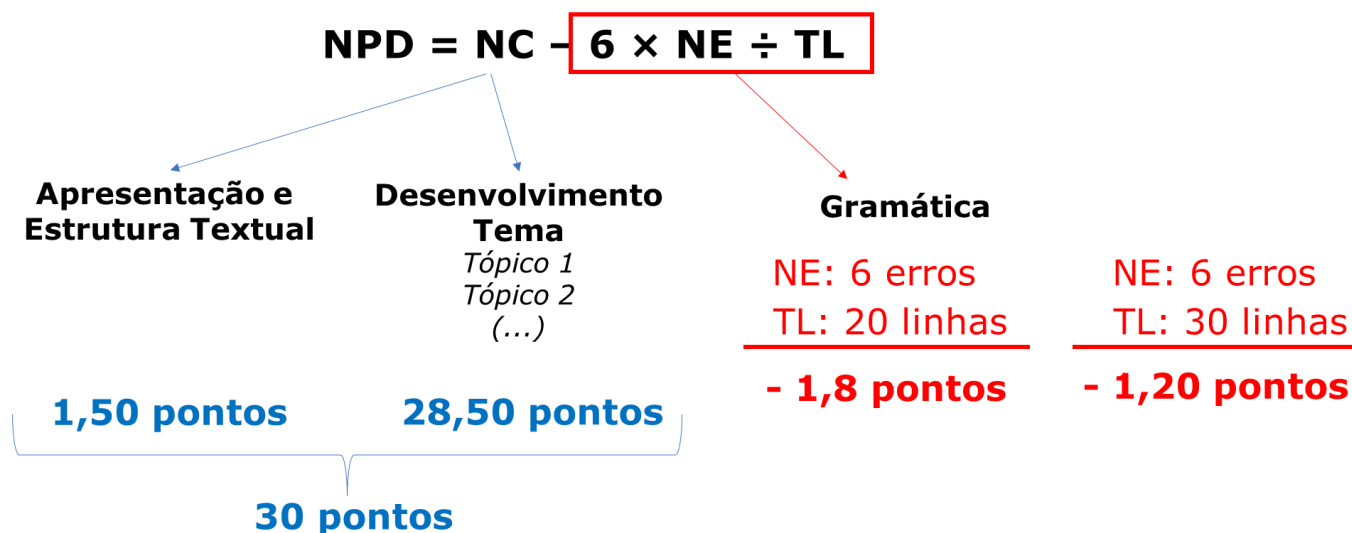 NPD = NC – 6 × NE ÷ TL
Apresentação e
Estrutura Textual
1,50 pontos
Desenvolvimento
Tema
Tópico 1
Tópico 2
(...)
28,50 pontos
30 pontos
Gramática
NE: 6 erros
TL: 20 linhas
- 1,8 pontos
NE: 6 erros
TL: 30 linhas
- 1,20 pontos